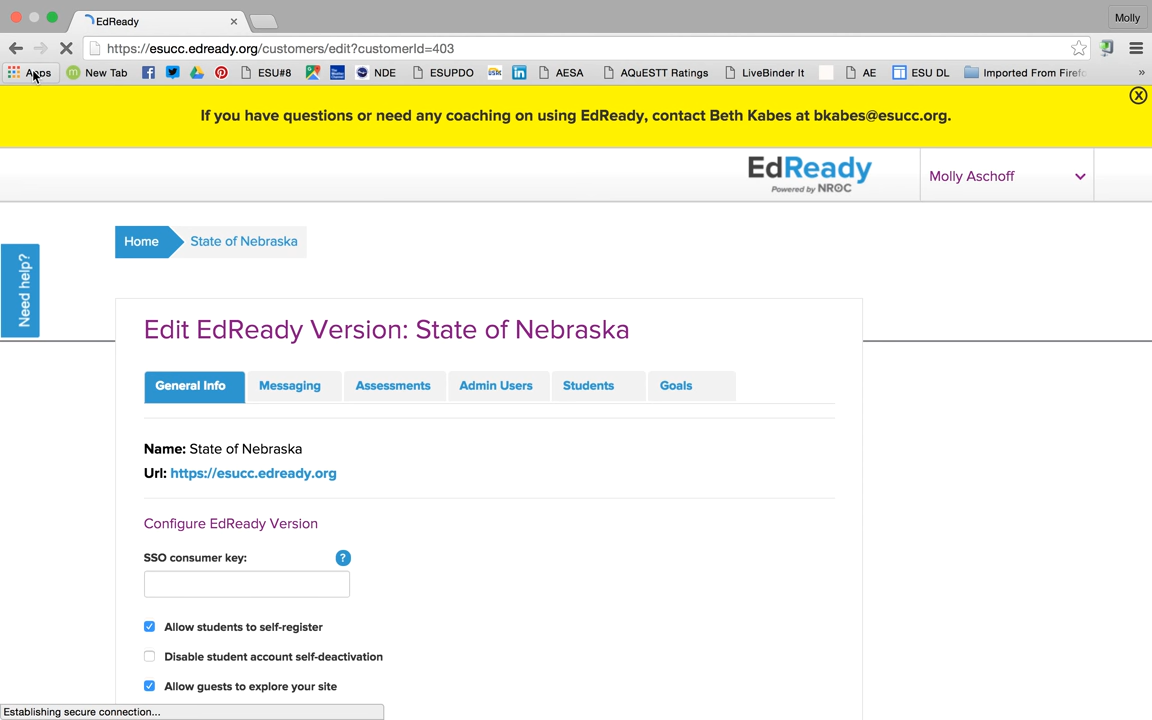 EdReady
Molly
https://esucc.edready.org/customers/edit?customerId=403
Apps New Tab ESU#8 NDE ESUPDO AESA AQuESTT Ratings LiveBinder It AE ESU DL Imported From Firefo »
If you have questions or need any coaching on using EdReady, contact Beth Kabes at bkabes@esucc.org.
EdReady
Powered by NROC
Molly Aschoff
Home State of Nebraska
Need help?
Edit EdReady Version: State of Nebraska
General Info Messaging Assessments Admin Users Students Goals
Name: State of Nebraska
Url: https://esucc.edready.org
Configure EdReady Version
SSO consumer key: ?
Allow students to self-register
Disable student account self-deactivation
Allow guests to explore your site
Establishing secure connection...